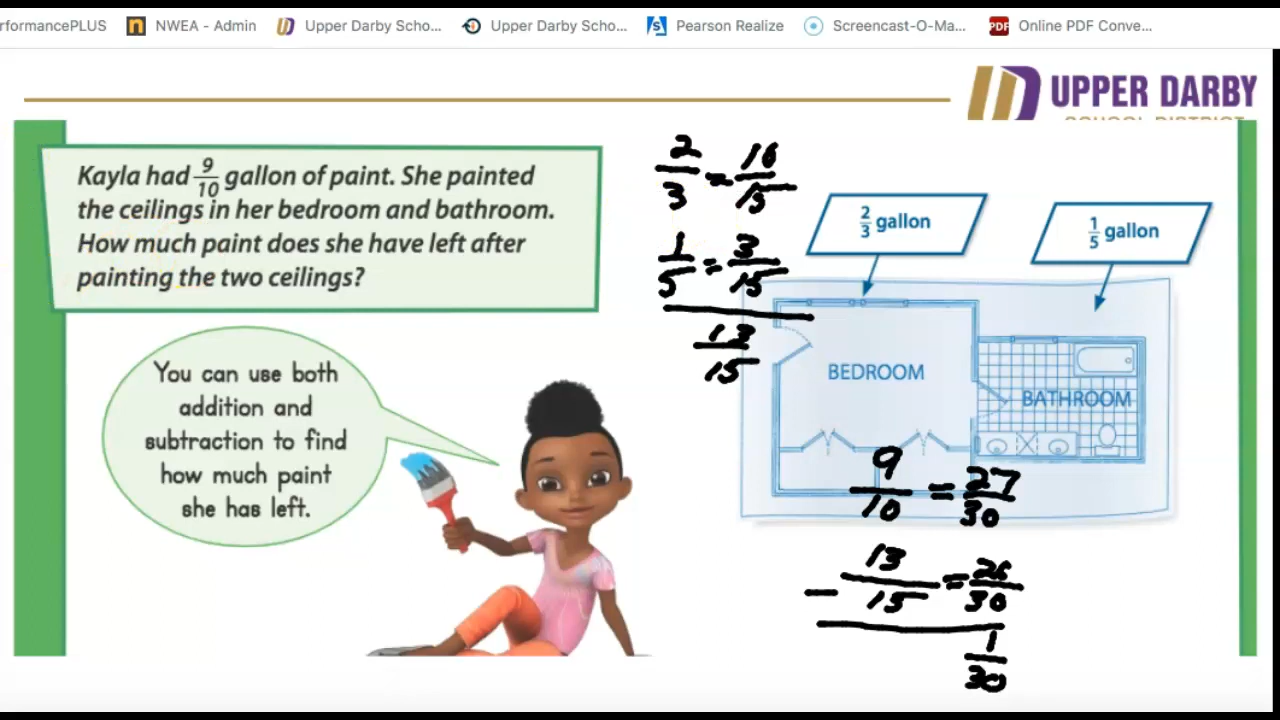 rformancePLUS NWEA - Admin Upper Darby Scho... Upper Darby Scho... Pearson Realize Screencast-O-Ma... PDF Online PDF Conve...
UPPER DARBY
SCHOOL DISTRICT
Kayla had 9/10 gallon of paint. She painted
the ceilings in her bedroom and bathroom.
How much paint does she have left after
painting the two ceilings?
You can use both
addition and
subtraction to find
how much paint
she has left.
2/3 = 10/15
1/5 = 3/15
13/15
2/3 gallon
1/5 gallon
BEDROOM
BATHROOM
9/10 = 27/30
- 13/15 = 26/30
1/30